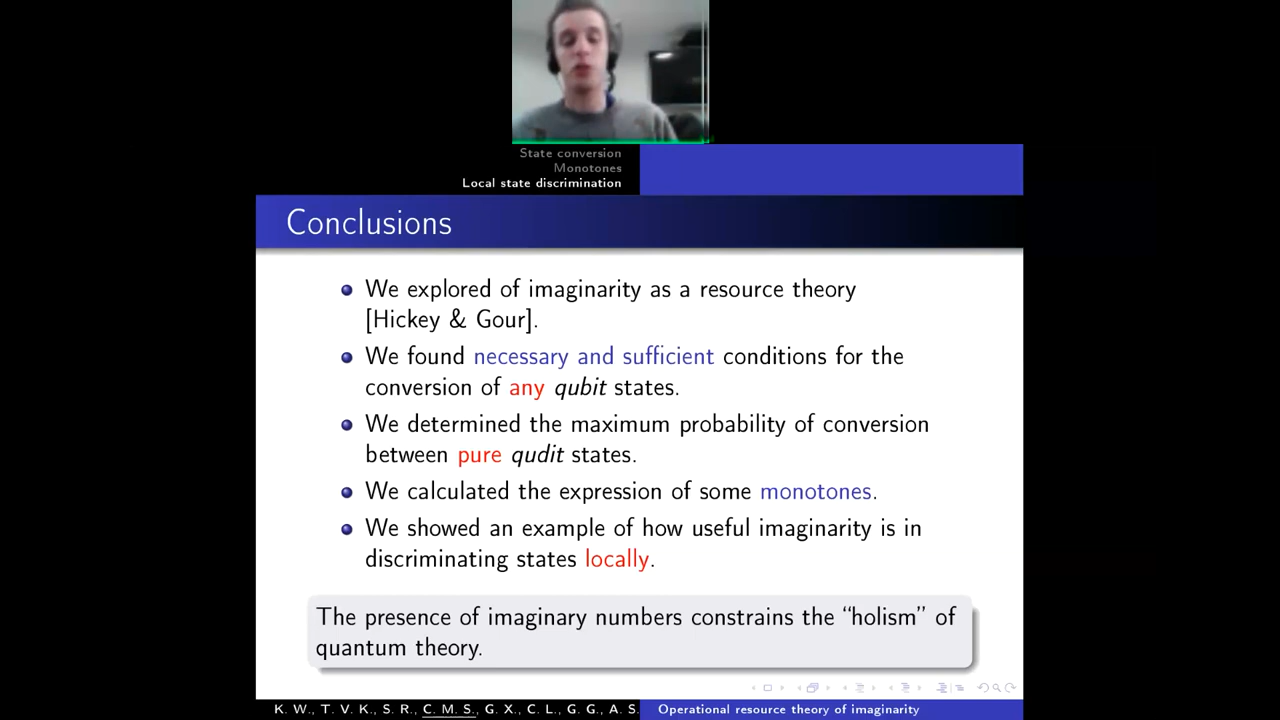 State conversion
Monotones
Local state discrimination
Conclusions
We explored of imaginarity as a resource theory
[Hickey & Gour].
We found necessary and sufficient conditions for the
conversion of any qubit states.
We determined the maximum probability of conversion
between pure qudit states.
We calculated the expression of some monotones.
We showed an example of how useful imaginarity is in
discriminating states locally.
The presence of imaginary numbers constrains the “holism” of
quantum theory.
K. W., T. V. K., S. R., C. M. S., G. X., C. L., G. G., A. S.
Operational resource theory of imaginarity